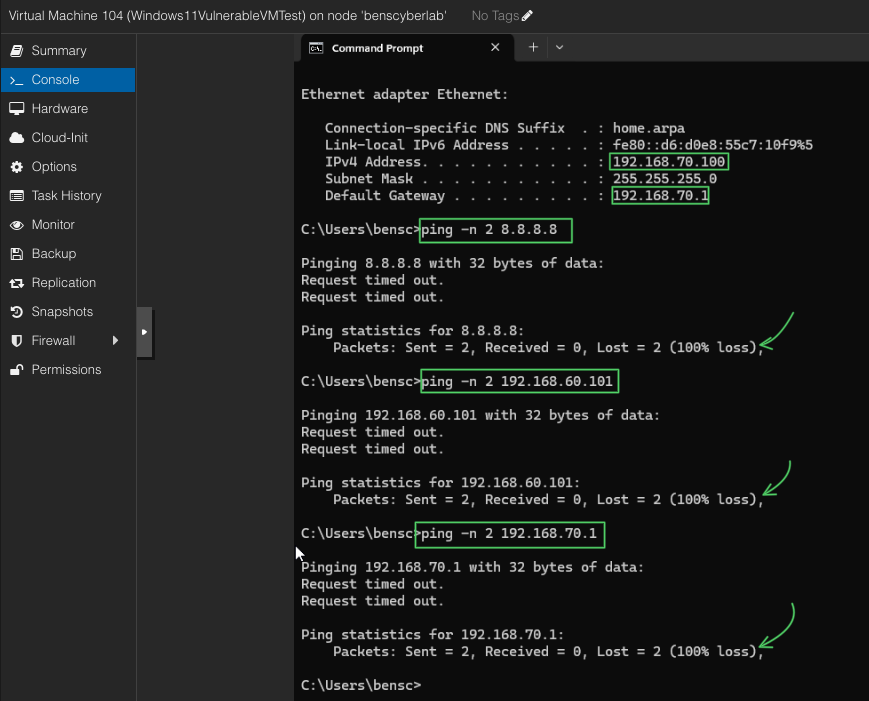 Virtual Machine 104 (Windows11VulnerableVMTest) on node 'benscyberlab' No Tags
Summary
Console
Hardware
Cloud-Init
Options
Task History
Monitor
Backup
Replication
Snapshots
Firewall
Permissions
Command Prompt
Ethernet adapter Ethernet:
Connection-specific DNS Suffix . : home.arpa
Link-local IPv6 Address . . . . . : fe80::d6:d0e8:55c7:10f9%5
IPv4 Address. . . . . . . . . . . : 192.168.70.100
Subnet Mask . . . . . . . . . . . : 255.255.255.0
Default Gateway . . . . . . . . . : 192.168.70.1
C:\Users\bensc>ping -n 2 8.8.8.8
Pinging 8.8.8.8 with 32 bytes of data:
Request timed out.
Request timed out.
Ping statistics for 8.8.8.8:
Packets: Sent = 2, Received = 0, Lost = 2 (100% loss),
C:\Users\bensc>ping -n 2 192.168.60.101
Pinging 192.168.60.101 with 32 bytes of data:
Request timed out.
Request timed out.
Ping statistics for 192.168.60.101:
Packets: Sent = 2, Received = 0, Lost = 2 (100% loss),
C:\Users\bensc>ping -n 2 192.168.70.1
Pinging 192.168.70.1 with 32 bytes of data:
Request timed out.
Request timed out.
Ping statistics for 192.168.70.1:
Packets: Sent = 2, Received = 0, Lost = 2 (100% loss),
C:\Users\bensc>